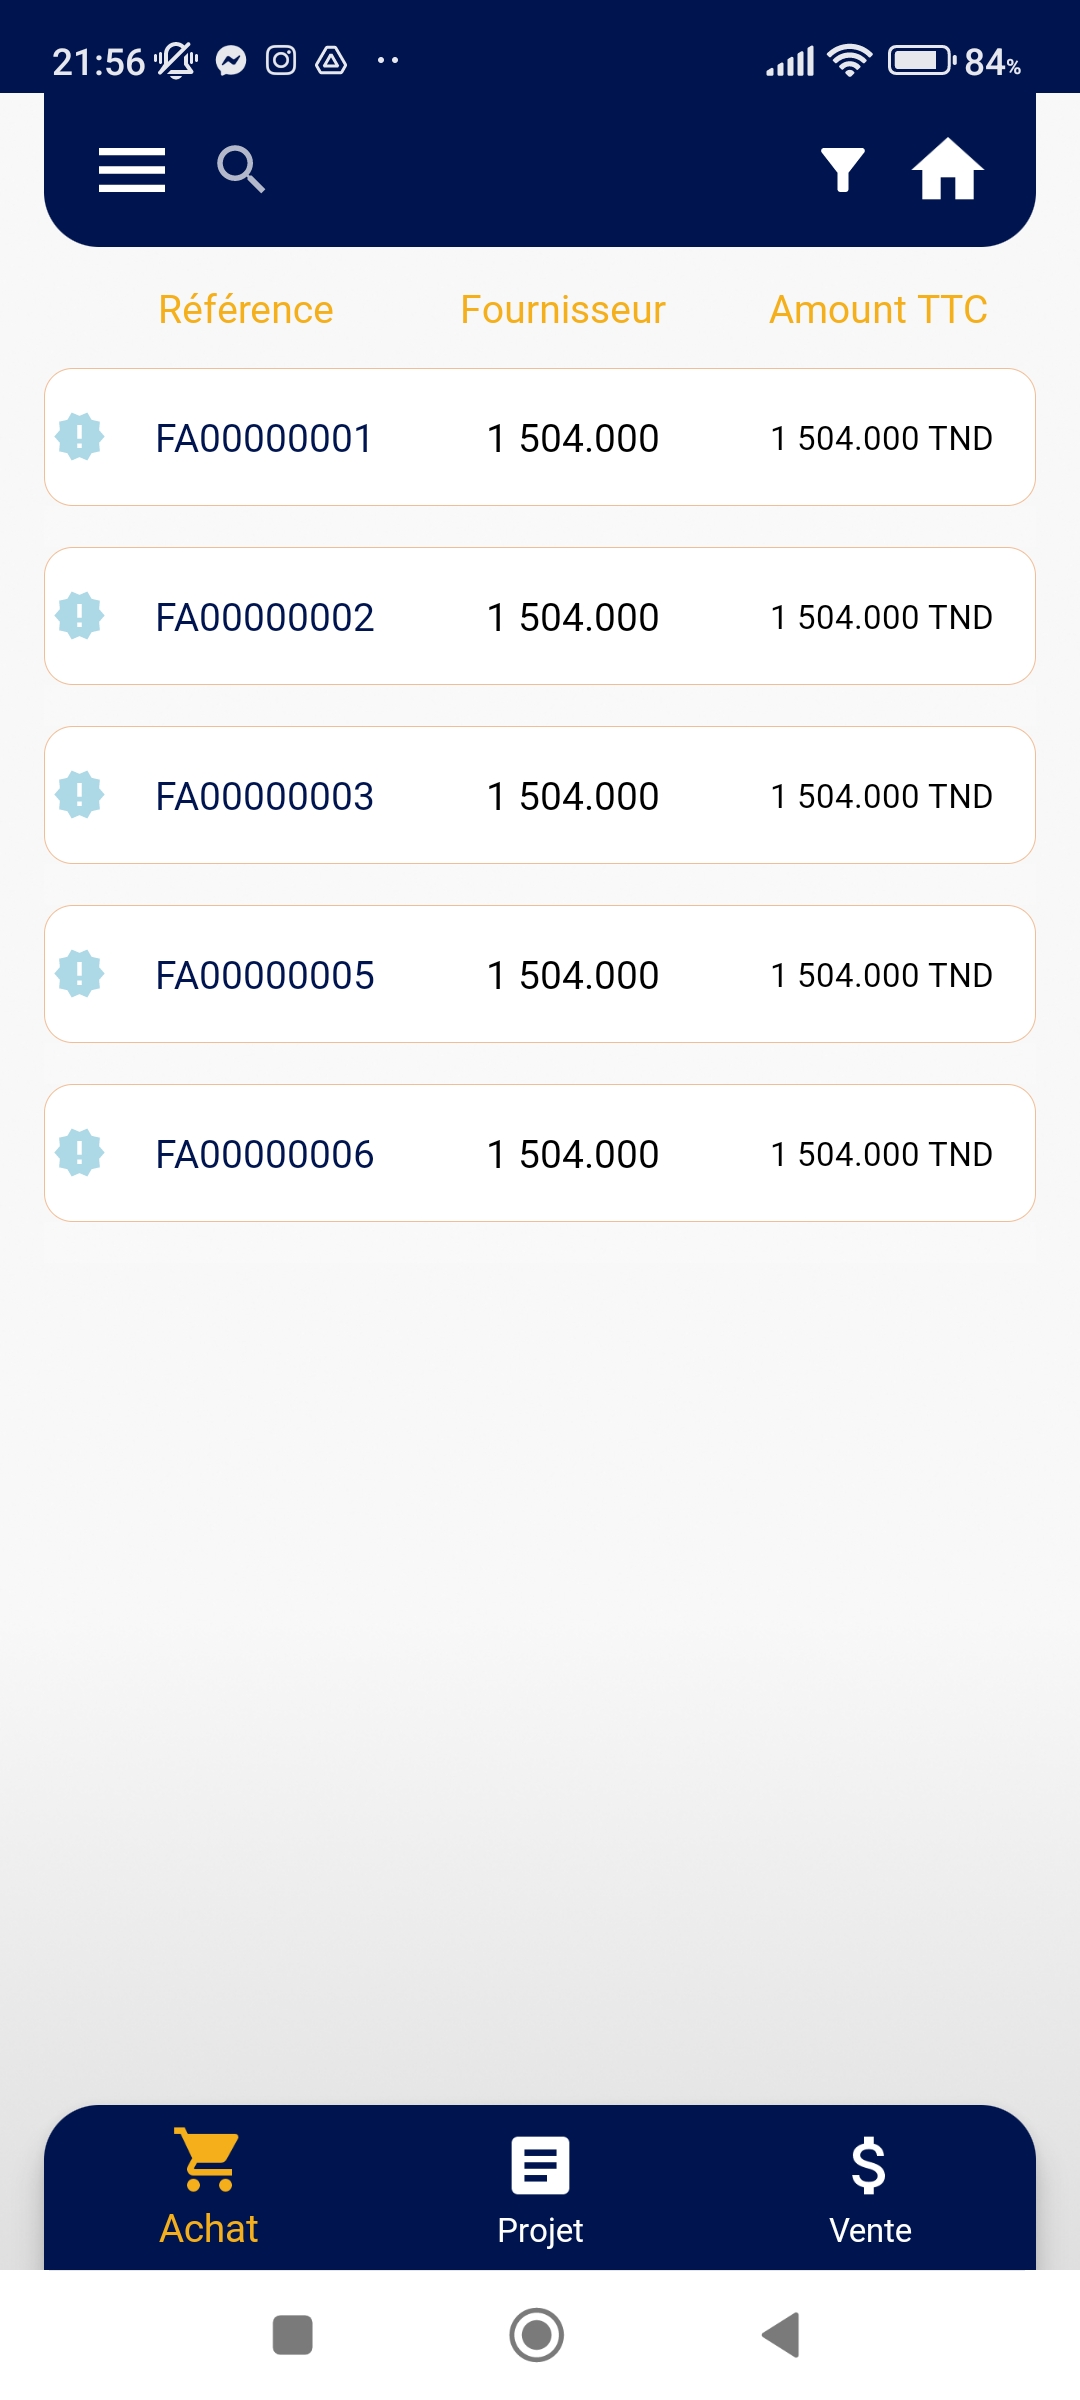 21:56 84%
Référence Fournisseur Amount TTC
FA00000001 1 504.000 1 504.000 TND
FA00000002 1 504.000 1 504.000 TND
FA00000003 1 504.000 1 504.000 TND
FA00000005 1 504.000 1 504.000 TND
FA00000006 1 504.000 1 504.000 TND
Achat Projet Vente